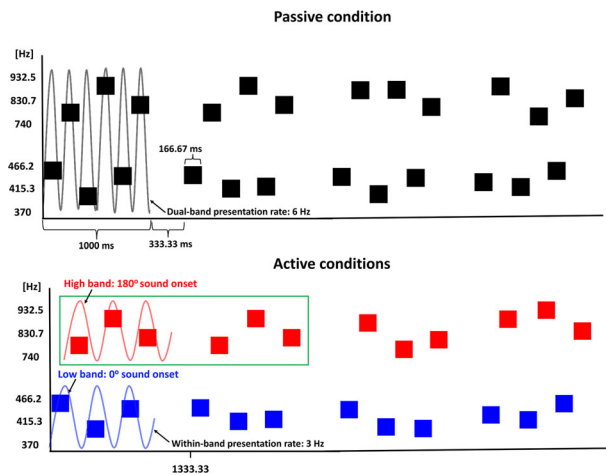 Passive condition
[Hz]
932.5
830.7
740
466.2
415.3
370
166.67 ms
Dual-band presentation rate: 6 Hz
1000 ms
333.33 ms
Active conditions
[Hz]
High band: 180° sound onset
932.5
830.7
740
Low band: 0° sound onset
466.2
415.3
370
Within-band presentation rate: 3 Hz
1333.33